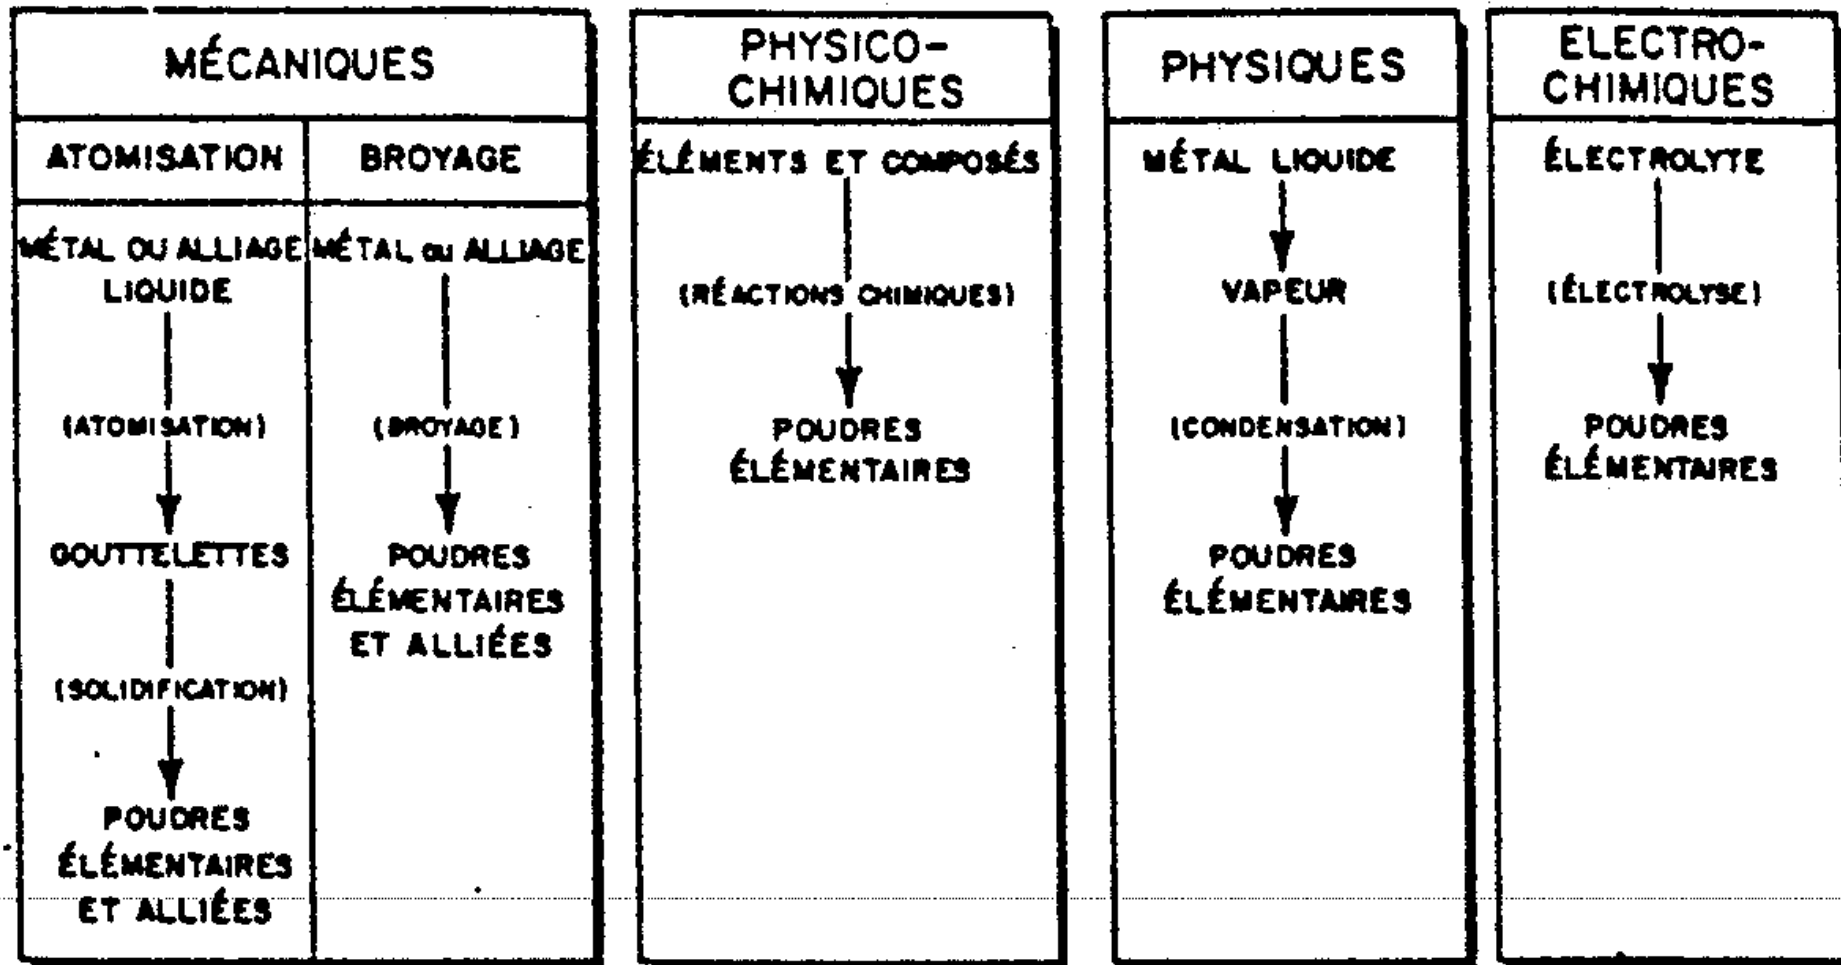 MÉCANIQUES
ATOMISATION
MÉTAL OU ALLIAGE
LIQUIDE
(ATOMISATION)
GOUTTELETTES
(SOLIDIFICATION)
POUDRES
ÉLÉMENTAIRES
ET ALLIÉES
BROYAGE
MÉTAL ou ALLIAGE
(BROYAGE)
POUDRES
ÉLÉMENTAIRES
ET ALLIÉES
PHYSICO-
CHIMIQUES
ÉLÉMENTS ET COMPOSÉS
(RÉACTIONS CHIMIQUES)
POUDRES
ÉLÉMENTAIRES
PHYSIQUES
MÉTAL LIQUIDE
VAPEUR
(CONDENSATION)
POUDRES
ÉLÉMENTAIRES
ELECTRO-
CHIMIQUES
ÉLECTROLYTE
(ÉLECTROLYSE)
POUDRES
ÉLÉMENTAIRES